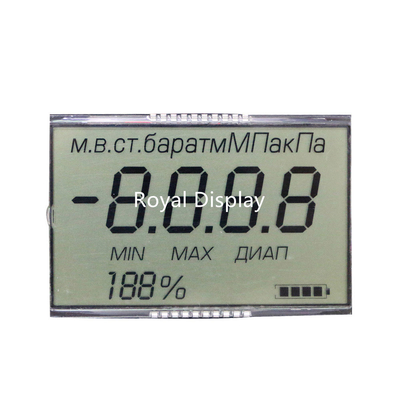 м.в.ст.баратмМПакПа
-8.0.0.8
Royal Display
MIN MAX ДИАП
188%